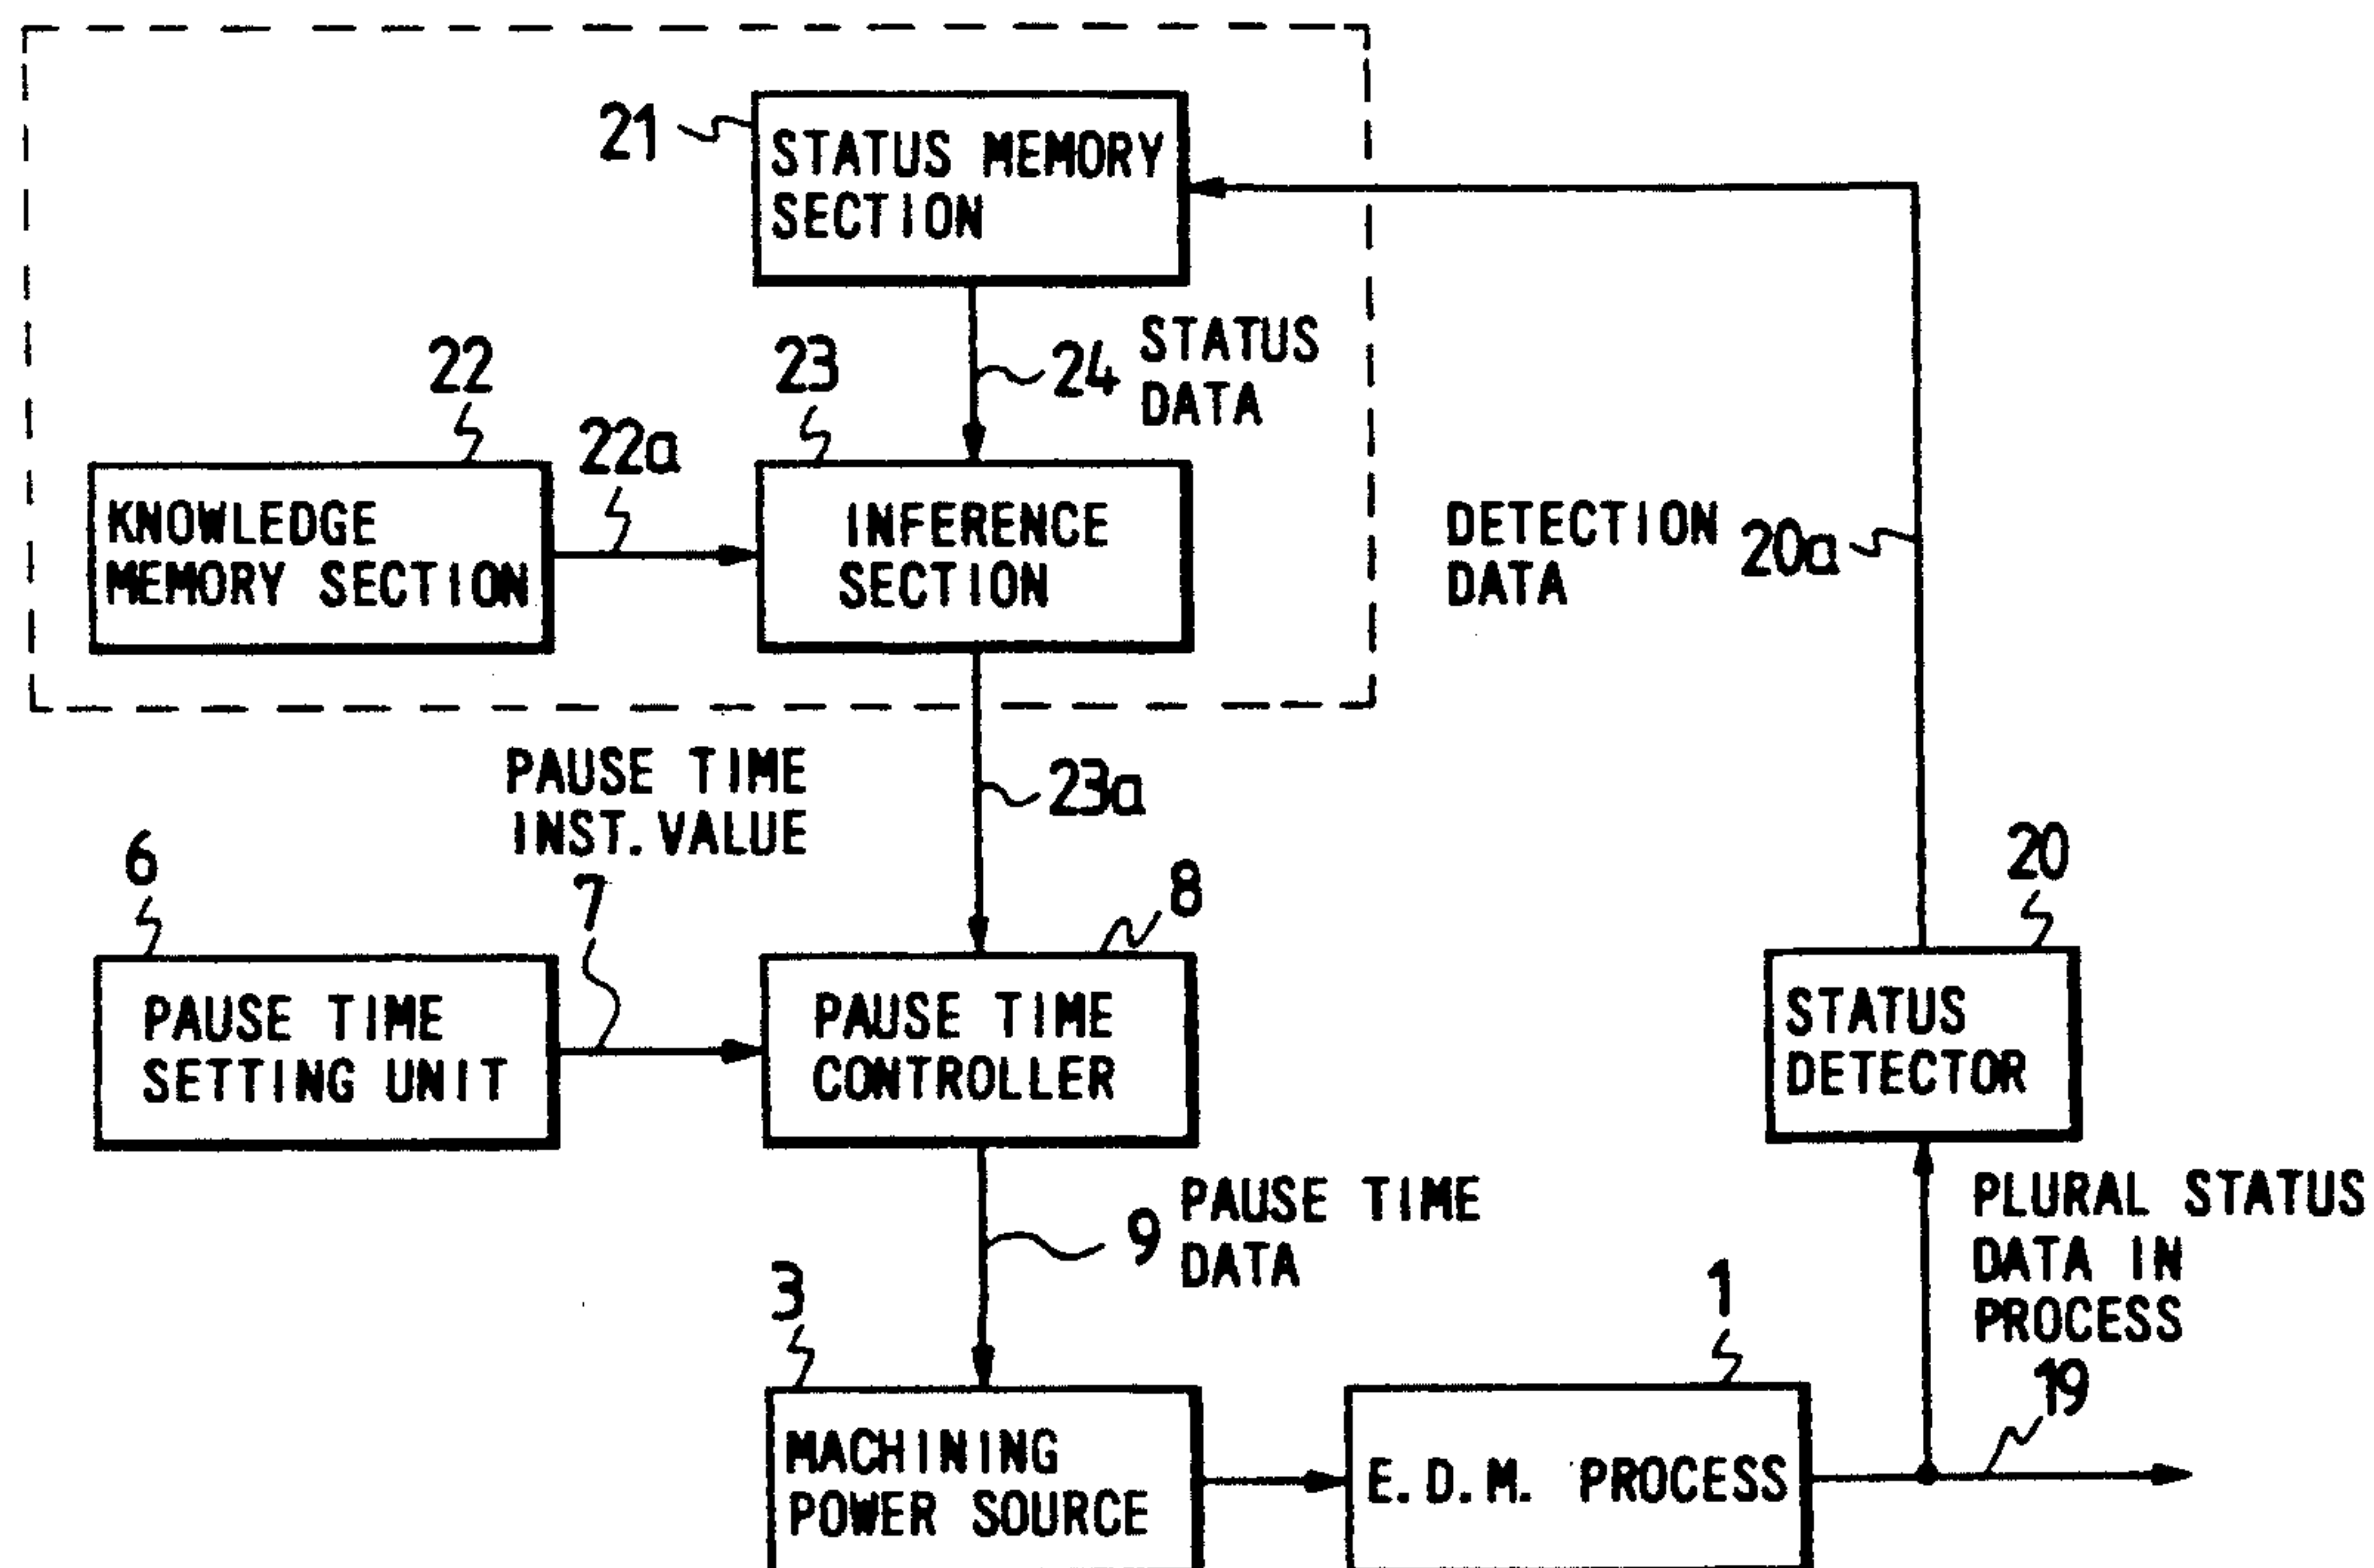 21
STATUS MEMORY
SECTION
22
22a
23
24
STATUS
DATA
KNOWLEDGE
MEMORY SECTION
INFERENCE
SECTION
DETECTION
DATA
20a
PAUSE TIME
INST. VALUE
23a
6
7
8
20
PAUSE TIME
SETTING UNIT
PAUSE TIME
CONTROLLER
STATUS
DETECTOR
9
PAUSE TIME
DATA
PLURAL STATUS
DATA IN
PROCESS
3
1
19
MACHINING
POWER SOURCE
E. D. M. PROCESS